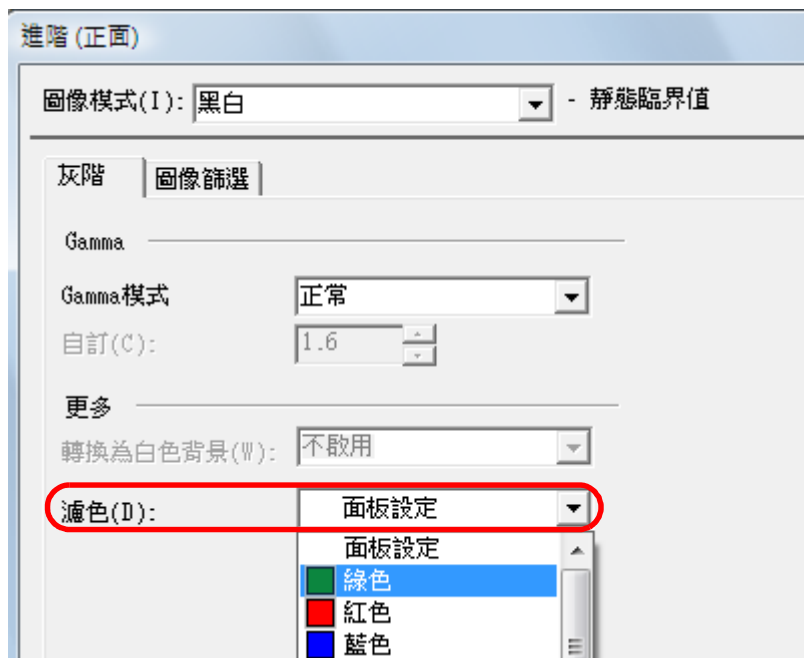 進階 (正面)
圖像模式(I): 黑白 - 靜態臨界值
灰階 圖像篩選
Gamma
Gamma模式 正常
自訂(C): 1.6
更多
轉換為白色背景(W): 不啟用
濾色(D): 面板設定
面板設定
綠色
紅色
藍色